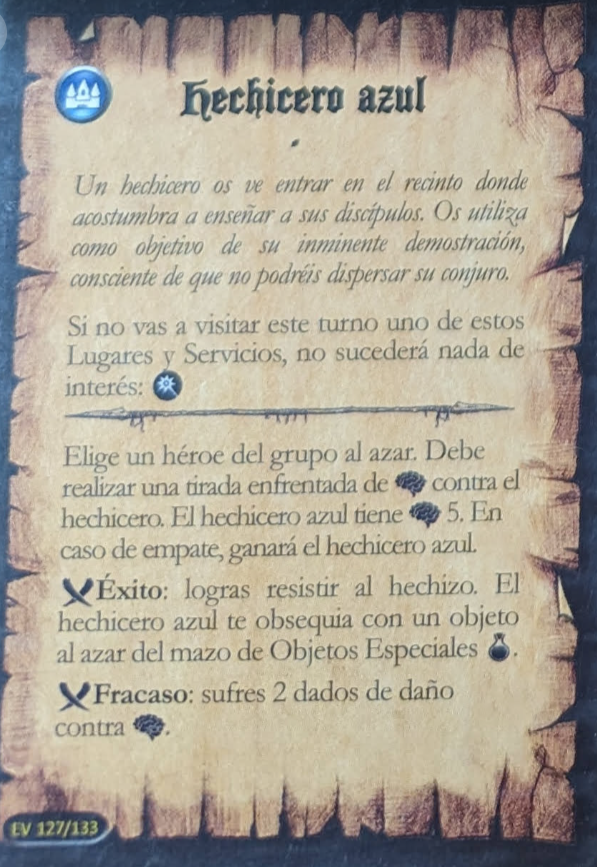 Hechicero azul
Un hechicero os ve entrar en el recinto donde
acostumbra a enseñar a sus discípulos. Os utiliza
como objetivo de su inminente demostración,
consciente de que no podréis dispersar su conjuro.
Si no vas a visitar este turno uno de estos
Lugares y Servicios, no sucederá nada de
interés:
Elige un héroe del grupo al azar. Debe
realizar una tirada enfrentada de contra el
hechicero. El hechicero azul tiene 5. En
caso de empate, ganará el hechicero azul.
Éxito: logras resistir al hechizo. El
hechicero azul te obsequia con un objeto
al azar del mazo de Objetos Especiales .
Fracaso: sufres 2 dados de daño
contra .
EV 127/133